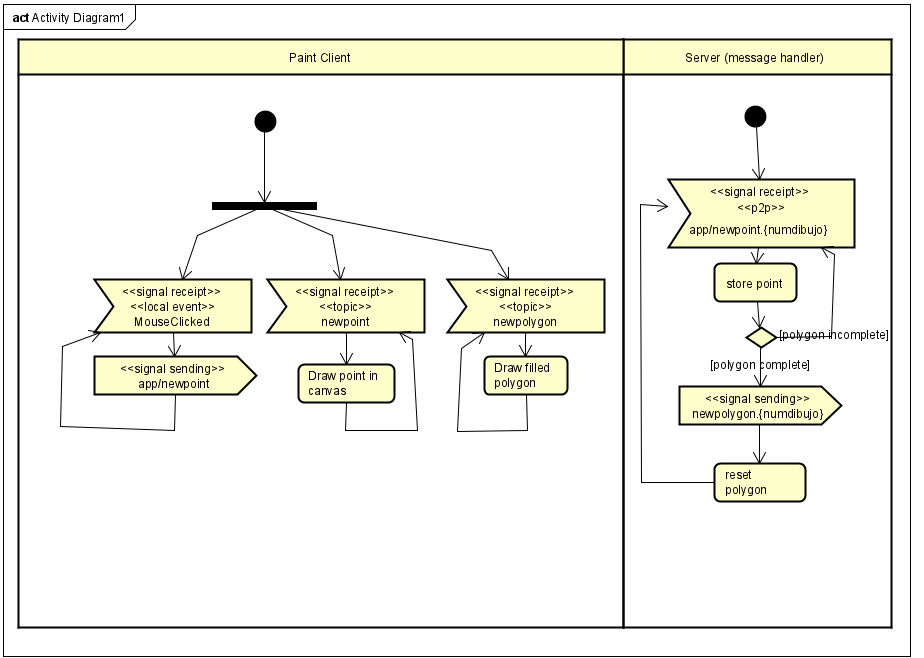 act Activity Diagram1
Paint Client
<<signal receipt>>
<<local event>>
MouseClicked
<<signal sending>>
app/newpoint
<<signal receipt>>
<<topic>>
newpoint
Draw point in
canvas
<<signal receipt>>
<<topic>>
newpolygon
Draw filled
polygon
Server (message handler)
<<signal receipt>>
<<p2p>>
app/newpoint.{numdibujo}
store point
[polygon incomplete]
[polygon complete]
<<signal sending>>
newpolygon.{numdibujo}
reset
polygon